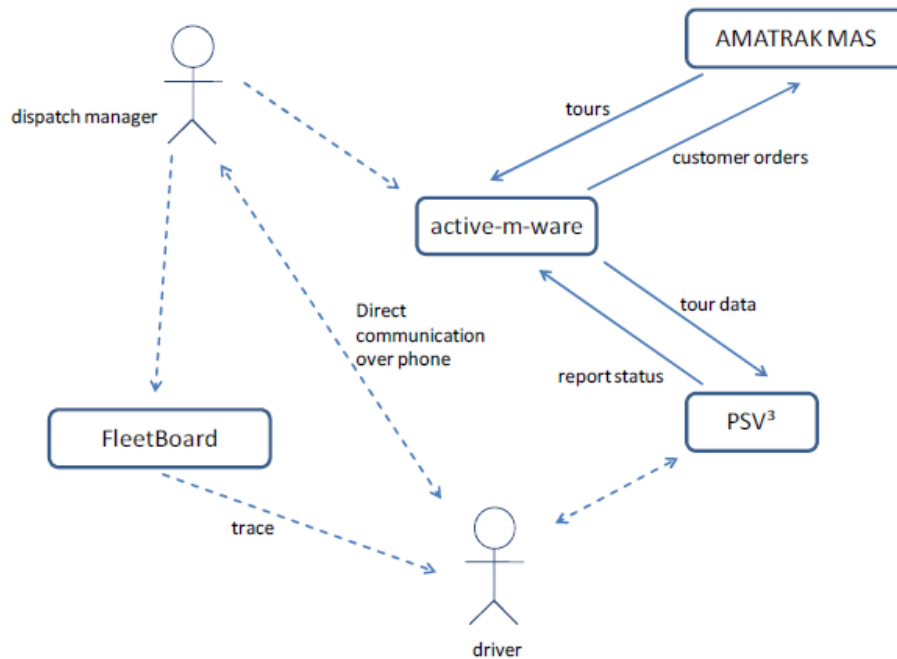 AMATRAK MAS
dispatch manager
tours
customer orders
active-m-ware
tour data
Direct
communication
over phone
report status
PSV³
FleetBoard
trace
driver